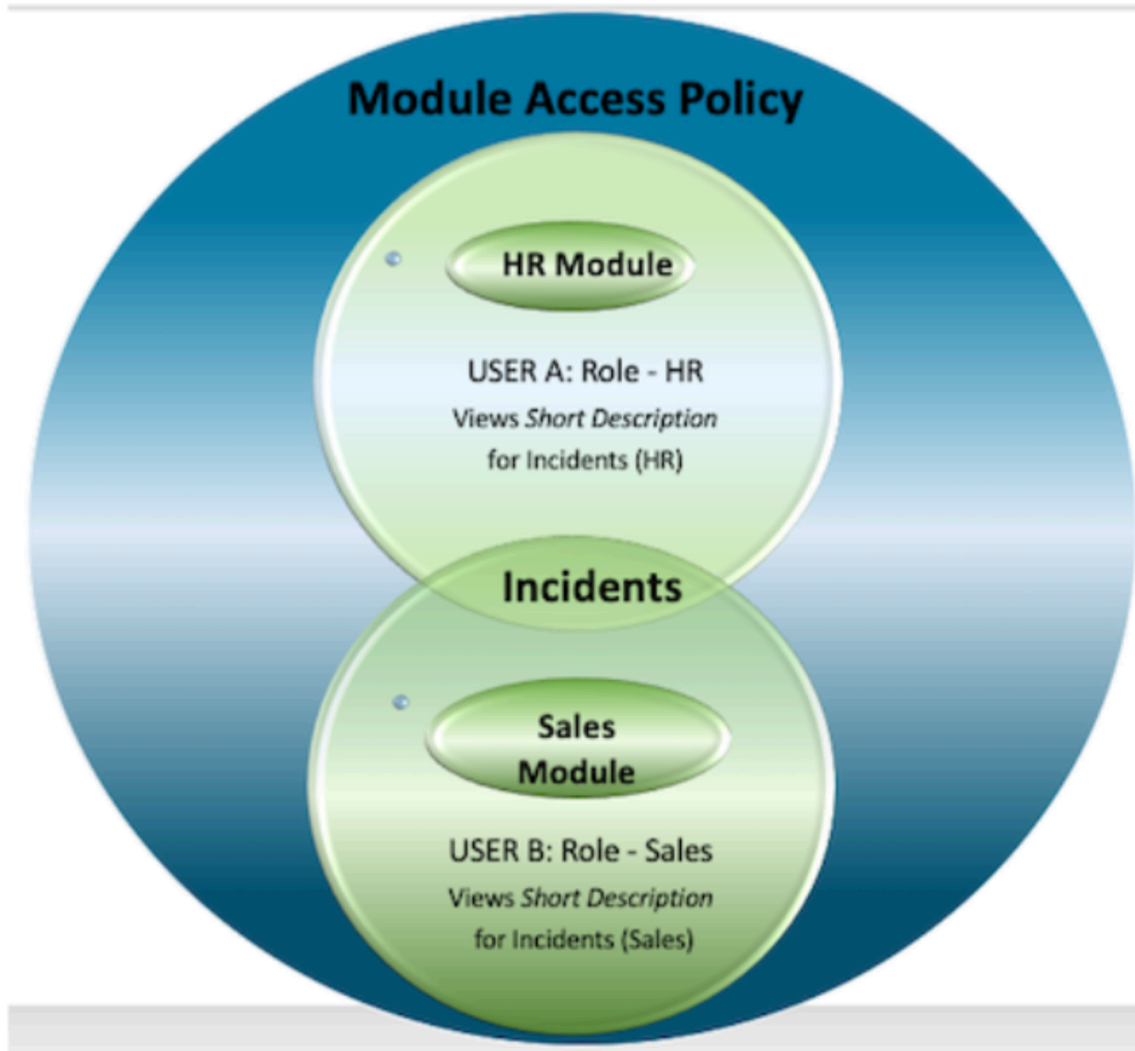 Module Access Policy
HR Module
USER A: Role - HR
Views Short Description
for Incidents (HR)
Incidents
Sales
Module
USER B: Role - Sales
Views Short Description
for Incidents (Sales)